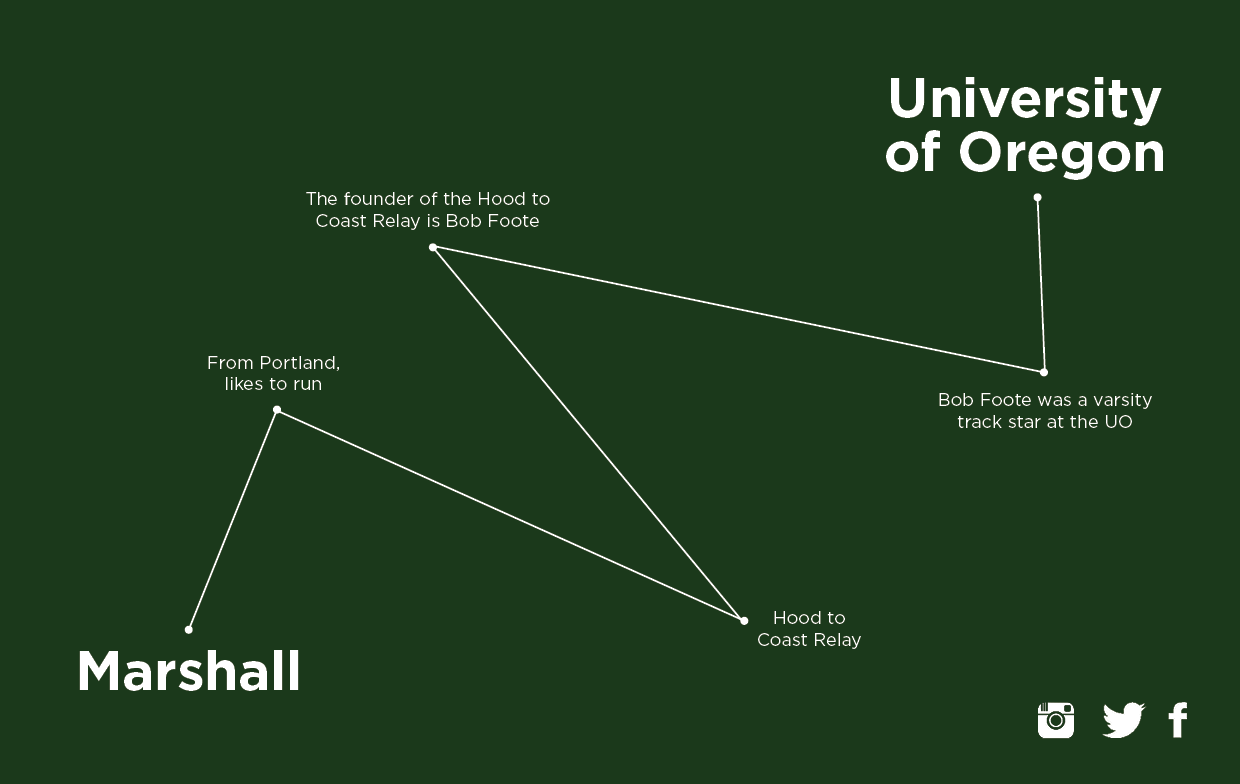 University
of Oregon
The founder of the Hood to
Coast Relay is Bob Foote
From Portland,
likes to run
Bob Foote was a varsity
track star at the UO
Hood to
Coast Relay
Marshall